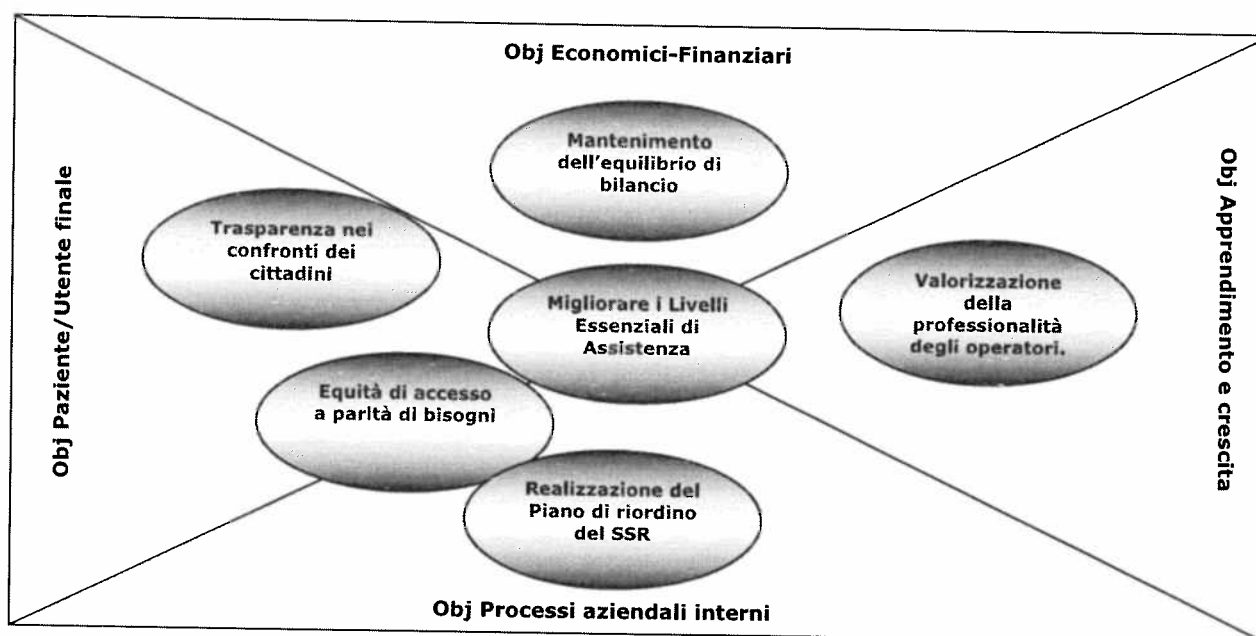 Obj Economici-Finanziari
Mantenimento
dell'equilibrio di
bilancio
Obj Paziente/Utente finale
Trasparenza nei
confronti dei
cittadini
Migliorare i Livelli
Essenziali di
Assistenza
Valorizzazione
della
professionalità
degli operatori.
Obj Apprendimento e crescita
Equità di accesso
a parità di bisogni
Realizzazione del
Piano di riordino
del SSR
Obj Processi aziendali interni